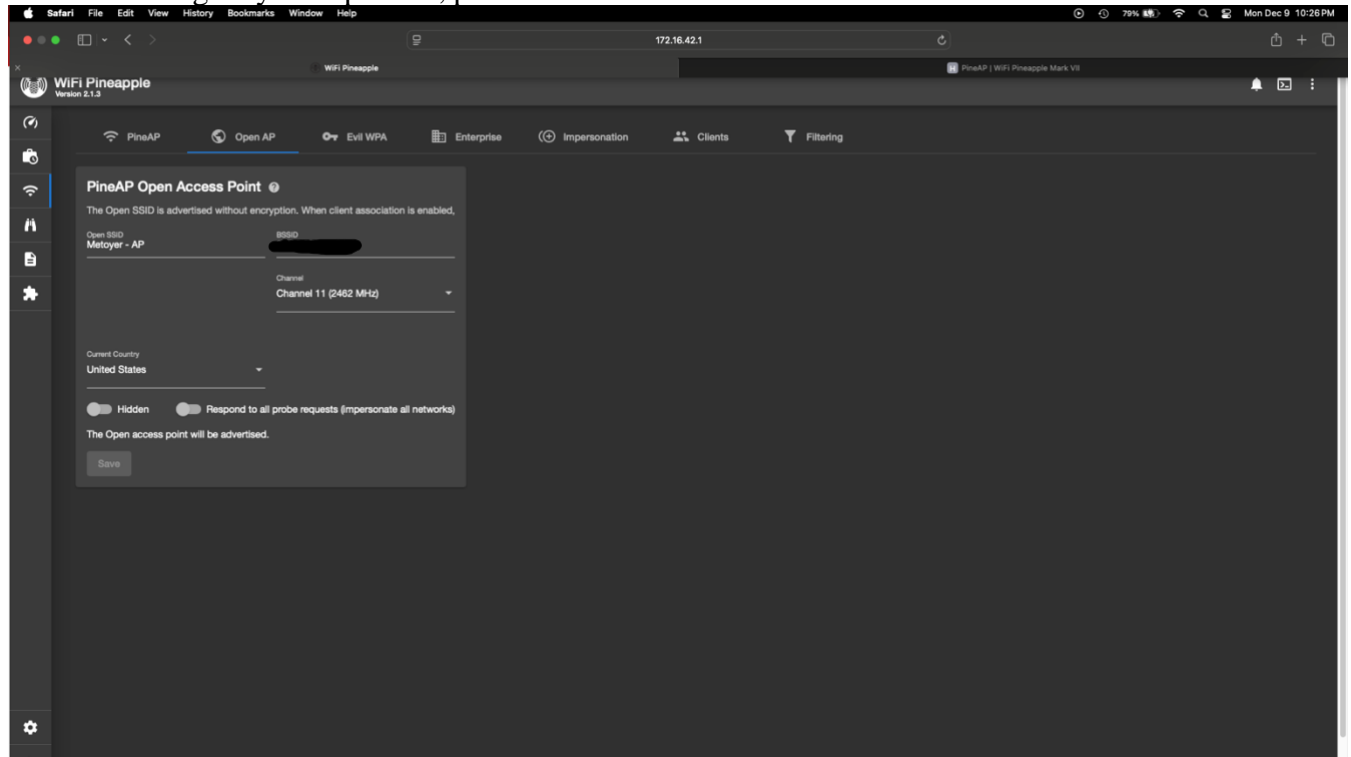 Safari File Edit View History Bookmarks Window Help 79% Mon Dec 9 10:26 PM
172.16.42.1
WiFi Pineapple PineAP | WiFi Pineapple Mark VII
WiFi Pineapple
Version 2.1.3
PineAP Open AP Evil WPA Enterprise Impersonation Clients Filtering
PineAP Open Access Point
The Open SSID is advertised without encryption. When client association is enabled,
Open SSID BSSID
Metoyer - AP
Channel
Channel 11 (2462 MHz)
Current Country
United States
Hidden Respond to all probe requests (impersonate all networks)
The Open access point will be advertised.
Save